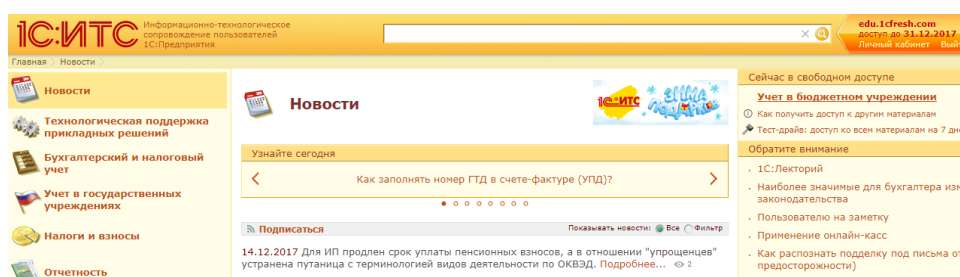 1С:ИТС
Информационно-технологическое
сопровождение пользователей
1С:Предприятия
edu.1cfresh.com
доступ до 31.12.2017
Личный кабинет Выйт
Главная > Новости >
Новости
Технологическая поддержка
прикладных решений
Бухгалтерский и налоговый
учет
Учет в государственных
учреждениях
Налоги и взносы
Отчетность
Новости
1С:ИТС
ЗИМА
Узнайте сегодня
Как заполнять номер ГТД в счете-фактуре (УПД)?
Подписаться
Показывать новости: Все Фильтр
14.12.2017 Для ИП продлен срок уплаты пенсионных взносов, а в отношении "упрощенцев"
устранена путаница с терминологией видов деятельности по ОКВЭД. Подробнее... 2
Сейчас в свободном доступе
Учет в бюджетном учреждении
Как получить доступ к другим материалам
Тест-драйв: доступ ко всем материалам на 7 дне
Обратите внимание
1С:Лекторий
Наиболее значимые для бухгалтера изм
законодательства
Пользователю на заметку
Применение онлайн-касс
Как распознать подделку под письма от
предосторожности)